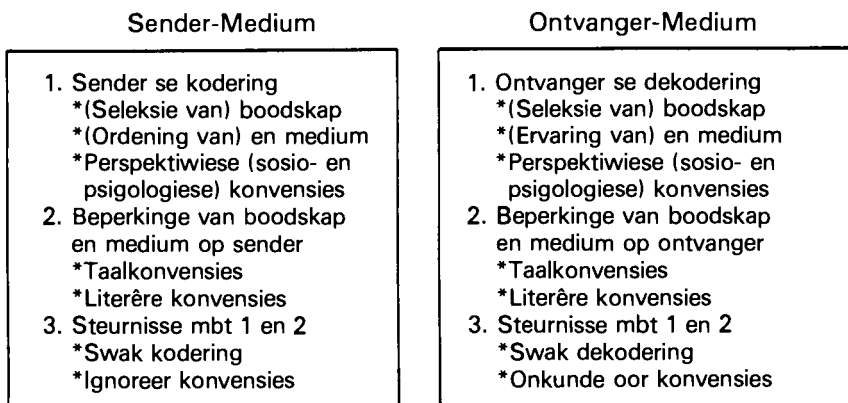 Sender-Medium
1. Sender se kodering
*(Seleksie van) boodskap
*(Ordening van) en medium
*Perspektiwiese (sosio- en
psigologiese) konvensies
2. Beperkinge van boodskap
en medium op sender
*Taalkonvensies
*Literêre konvensies
3. Steurnisse mbt 1 en 2
*Swak kodering
*Ignoreer konvensies
Ontvanger-Medium
1. Ontvanger se dekodering
*(Seleksie van) boodskap
*(Ervaring van) en medium
*Perspektiwiese (sosio- en
psigologiese) konvensies
2. Beperkinge van boodskap
en medium op ontvanger
*Taalkonvensies
*Literêre konvensies
3. Steurnisse mbt 1 en 2
*Swak dekodering
*Onkunde oor konvensies